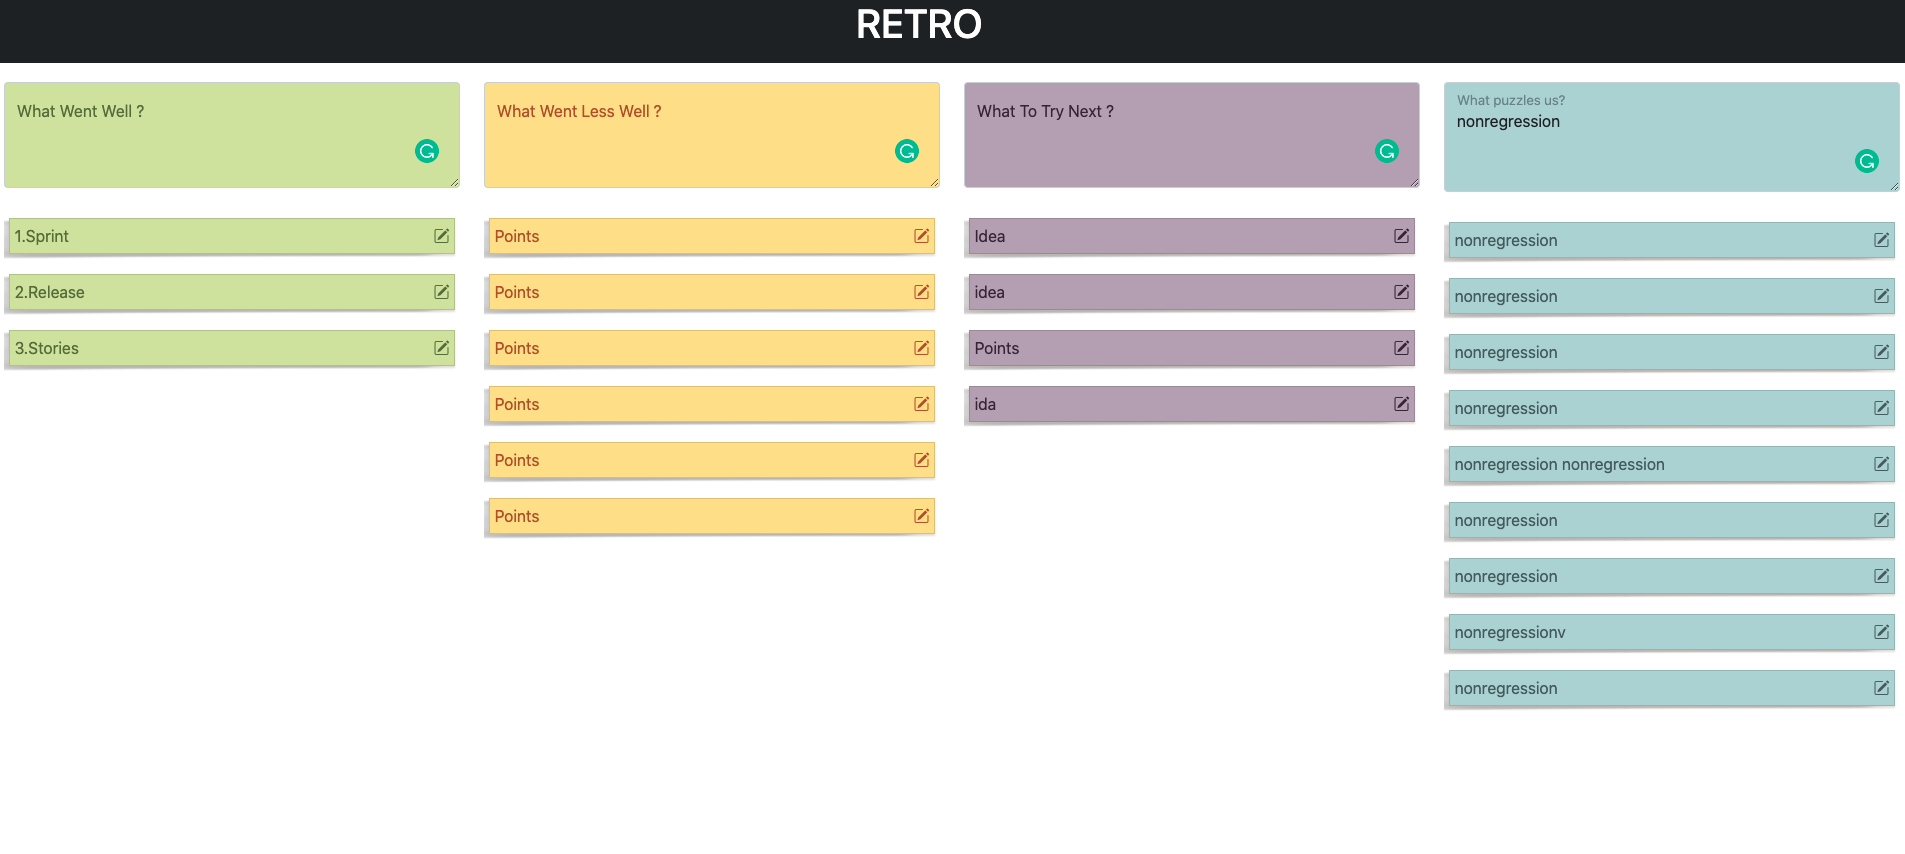 RETRO
What Went Well ?
1.Sprint
2.Release
3.Stories
What Went Less Well ?
Points
Points
Points
Points
Points
Points
What To Try Next ?
Idea
idea
Points
ida
What puzzles us?
nonregression
nonregression
nonregression
nonregression
nonregression
nonregression nonregression
nonregression
nonregression
nonregressionv
nonregression